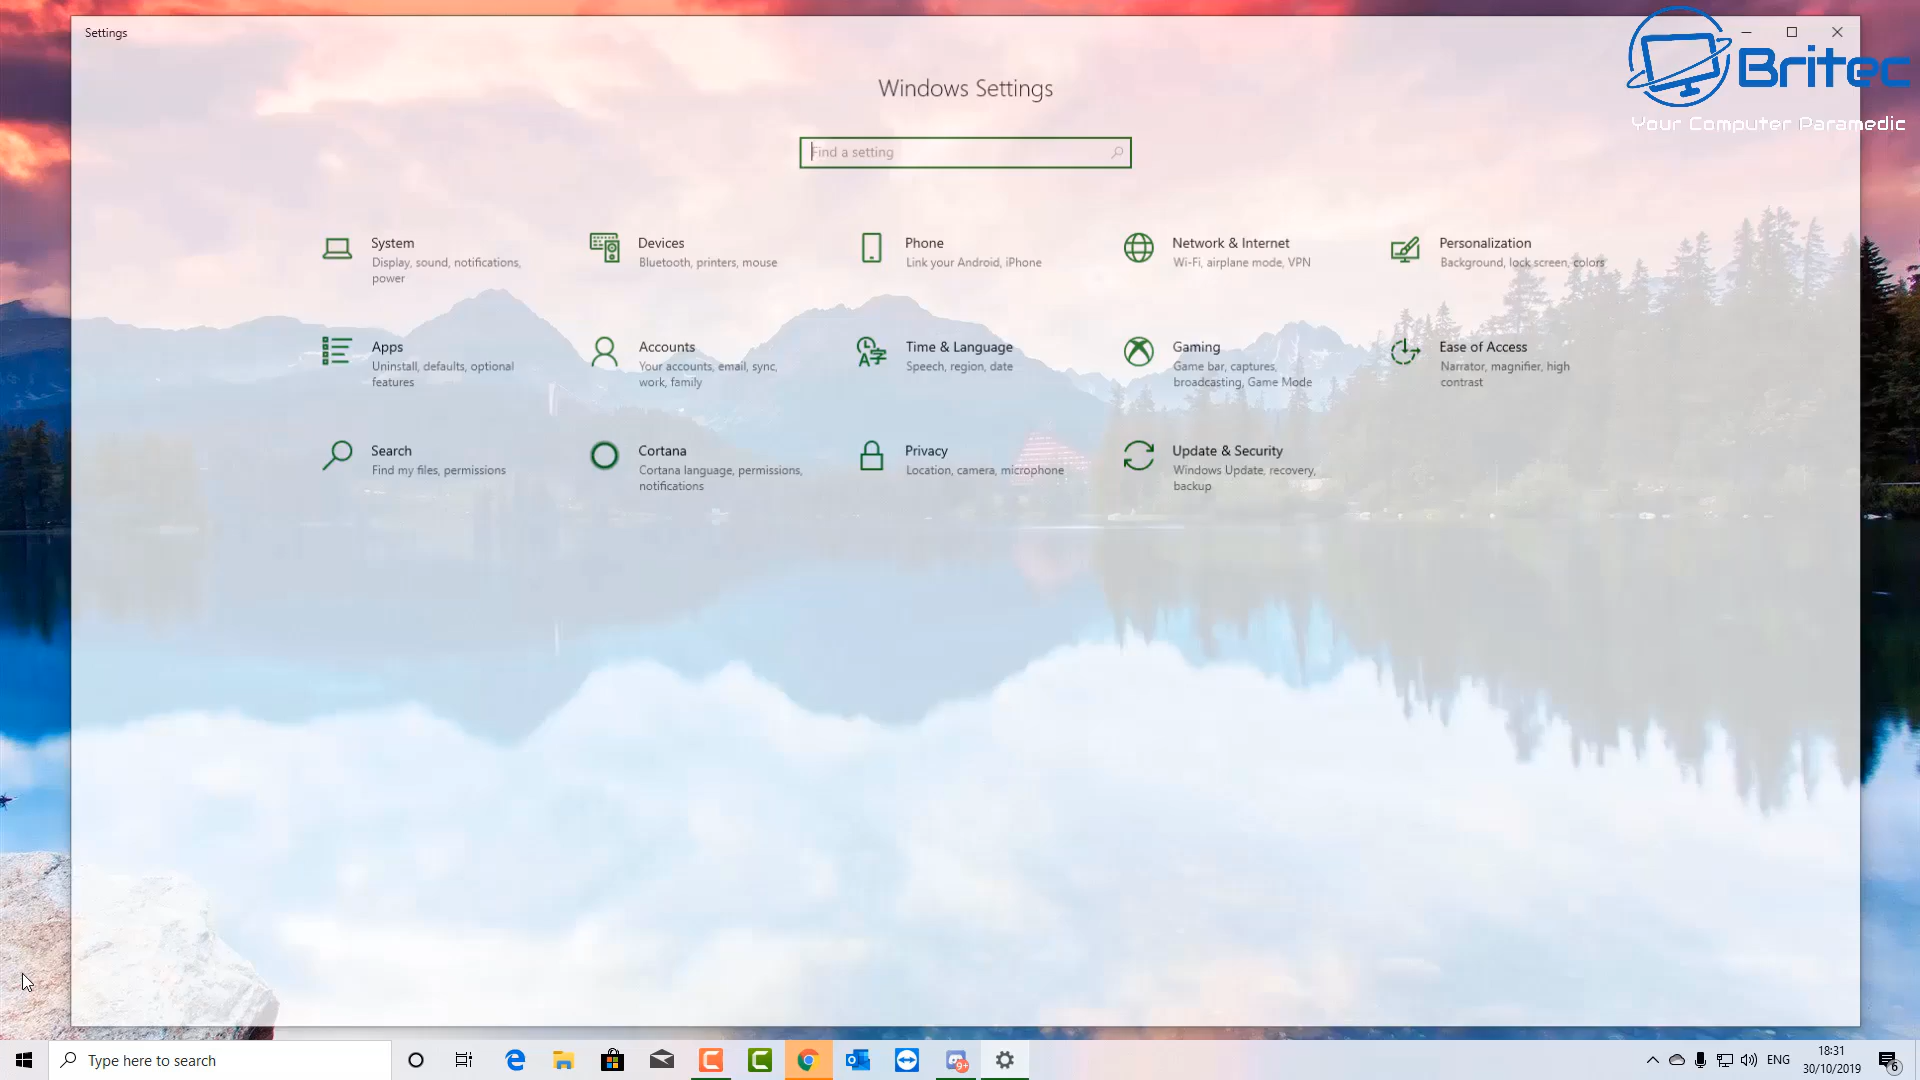 Settings
Britec
Your Computer Paramedic
Windows Settings
Find a setting
System
Display, sound, notifications,
power
Devices
Bluetooth, printers, mouse
Phone
Link your Android, iPhone
Network & Internet
Wi-Fi, airplane mode, VPN
Personalization
Background, lock screen, colors
Apps
Uninstall, defaults, optional
features
Accounts
Your accounts, email, sync,
work, family
Time & Language
Speech, region, date
Gaming
Game bar, captures,
broadcasting, Game Mode
Ease of Access
Narrator, magnifier, high
contrast
Search
Find my files, permissions
Cortana
Cortana language, permissions,
notifications
Privacy
Location, camera, microphone
Update & Security
Windows Update, recovery,
backup
Type here to search
9+
ENG
18:31
30/10/2019
6